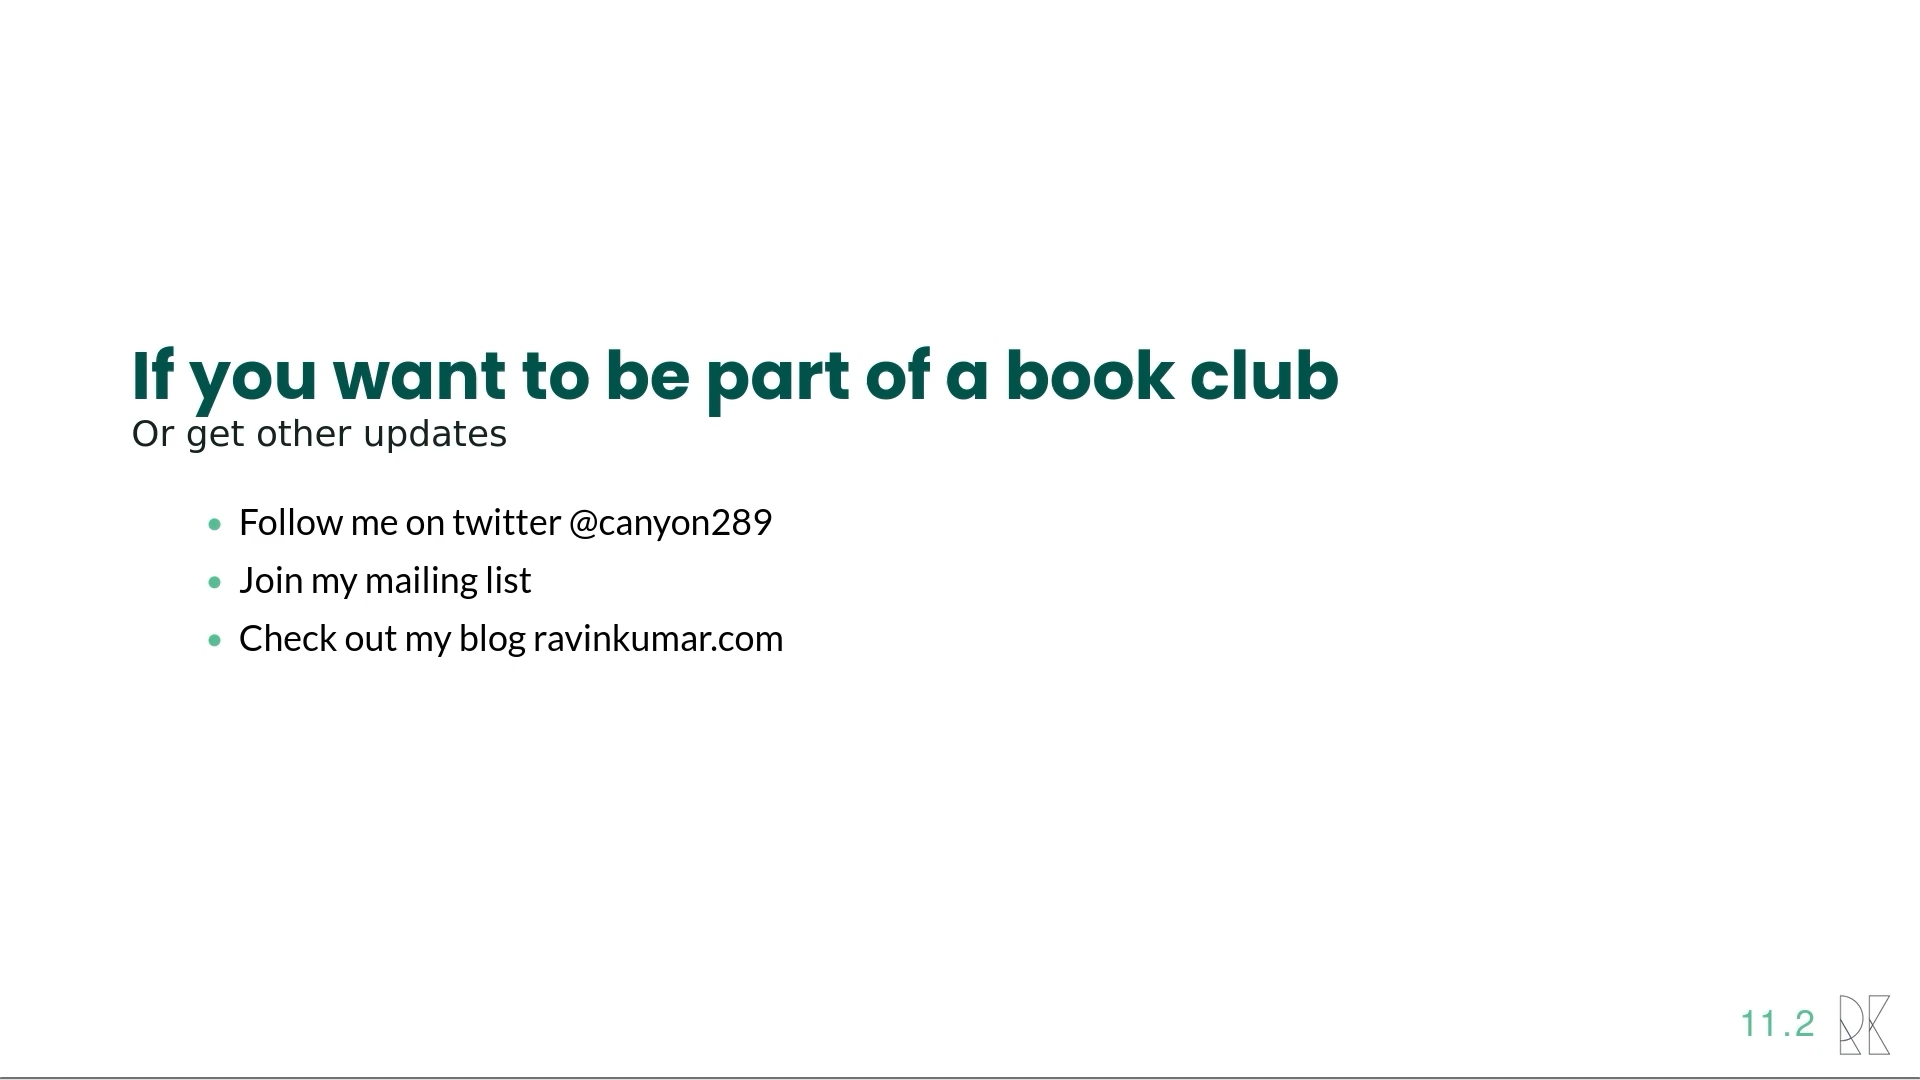 If you want to be part of a book club
Or get other updates
Follow me on twitter @canyon289
Join my mailing list
Check out my blog ravinkumar.com
11.2
RK